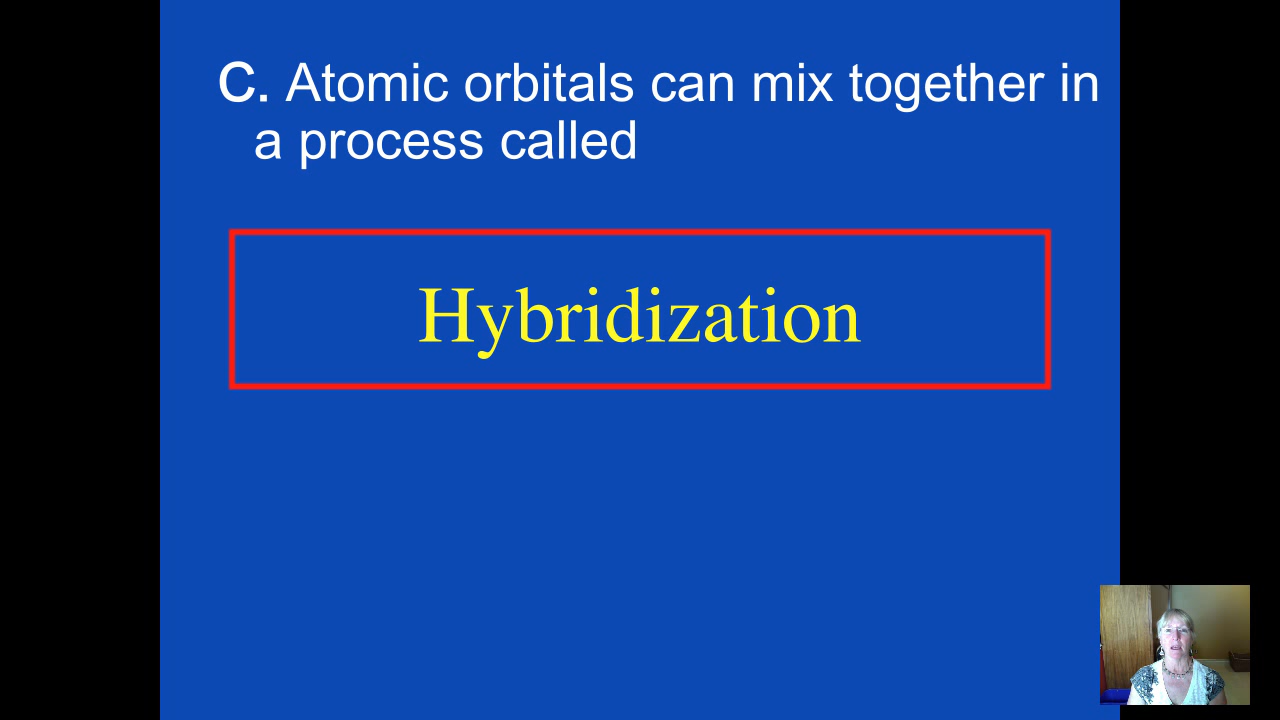 C. Atomic orbitals can mix together in
a process called
Hybridization